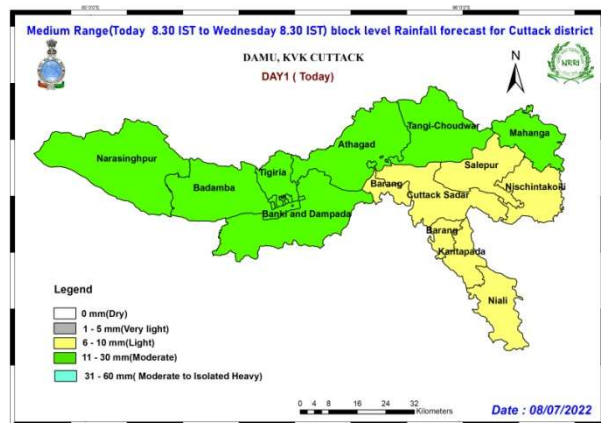 Medium Range(Today 8.30 IST to Wednesday 8.30 IST) block level Rainfall forecast for Cuttack district
DAMU, KVK CUTTACK
DAY1 ( Today)
N
NRRI
Tangi-Choudwar
Mahanga
Athagad
Narasinghpur
Salepur
Tigiria
Badamba
Barang
Nischintakoili
Cuttack Sadar
Banki and Dampada
Barang
Kantapada
Niali
Legend
0 mm(Dry)
1 - 5 mm(Very light)
6 - 10 mm(Light)
11 - 30 mm(Moderate)
31 - 60 mm( Moderate to Isolated Heavy)
0 4 8 16 24 32
Kilometers
Date : 08/07/2022